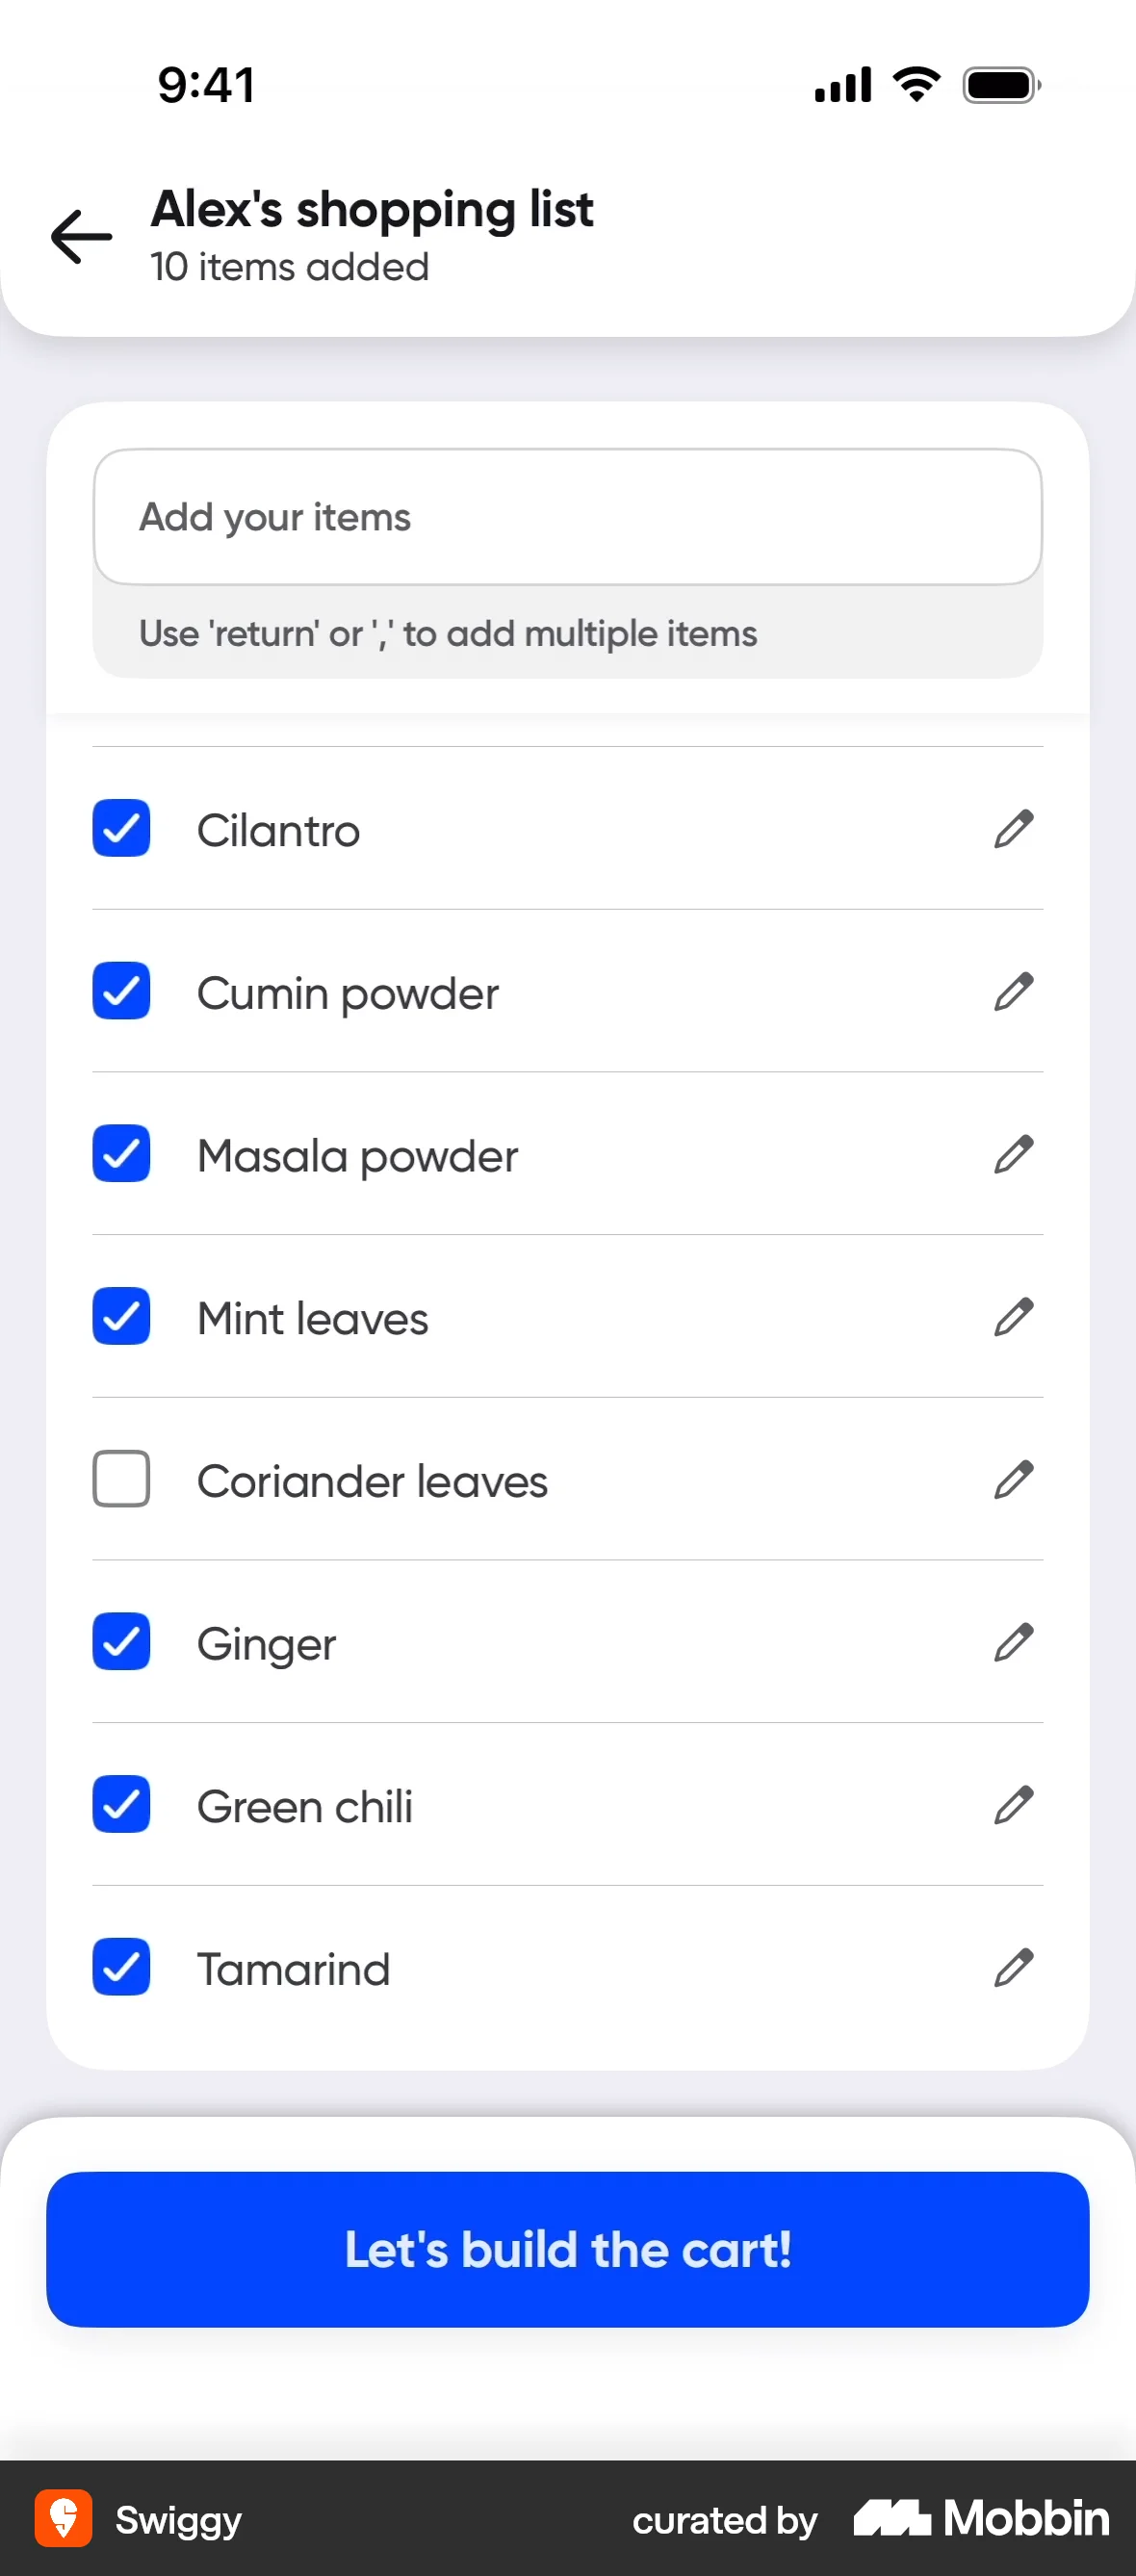 9:41
Alex's shopping list
10 items added
Add your items
Use 'return' or ',' to add multiple items
Cilantro
Cumin powder
Masala powder
Mint leaves
Coriander leaves
Ginger
Green chili
Tamarind
Let's build the cart!
Swiggy
curated by Mobbin